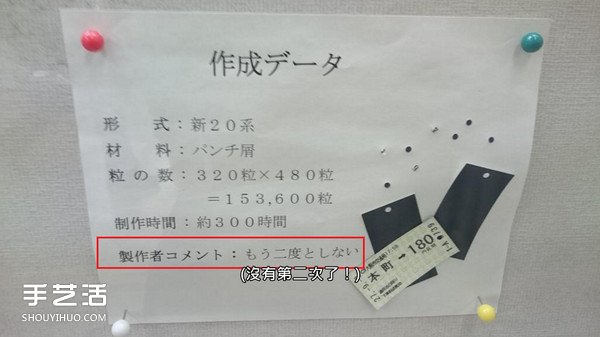 作成データ
形　式：新２０系
材　料：パンチ屑
粒の数：３２０粒×４８０粒
＝１５３,６００粒
制作時間：約３００時間
製作者コメント：もう二度としない
(沒有第二次了！)
本町→180
手艺活
SHOUYIHUO.COM